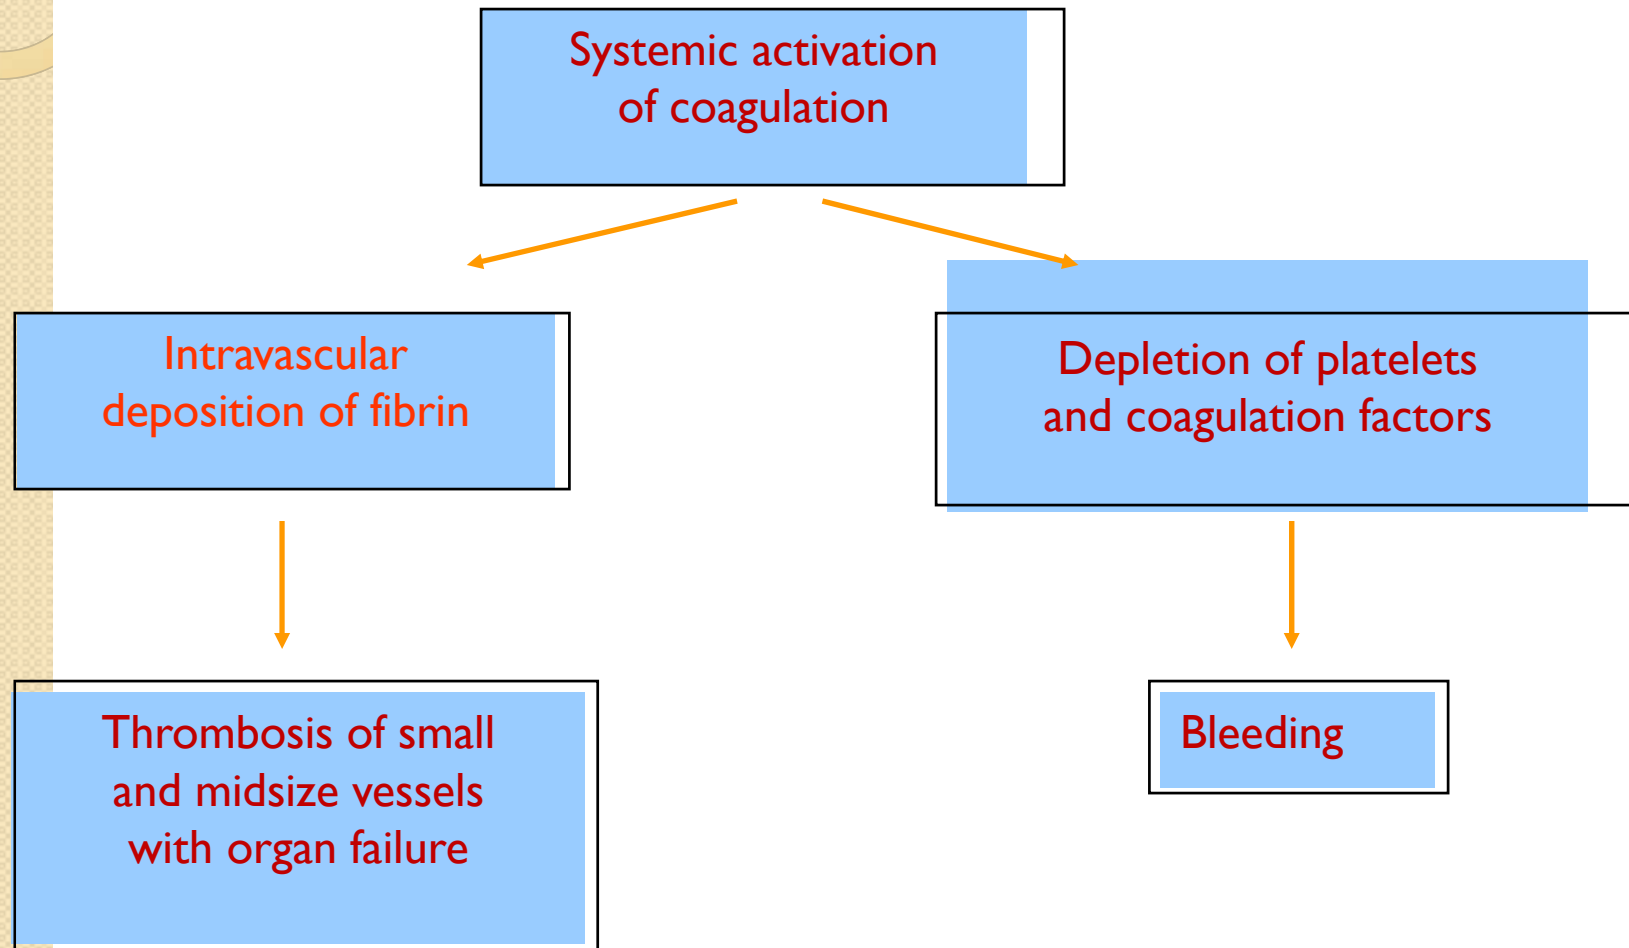 Systemic activation
of coagulation
Intravascular
deposition of fibrin
Depletion of platelets
and coagulation factors
Thrombosis of small
and midsize vessels
with organ failure
Bleeding